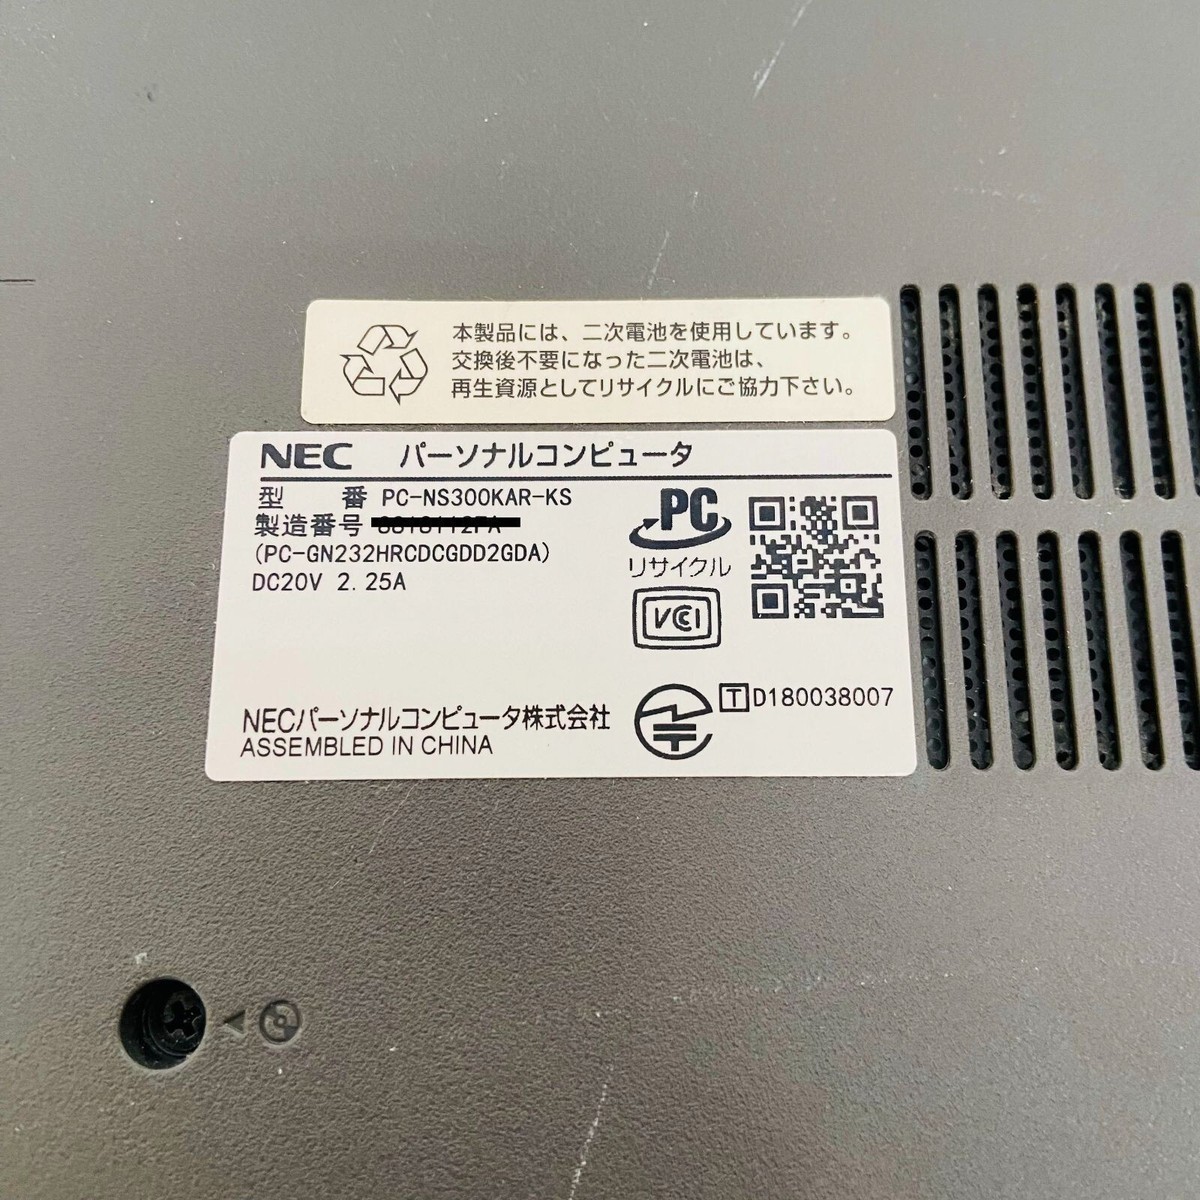 本製品には、二次電池を使用しています。
交換後不要になった二次電池は、
再生資源としてリサイクルにご協力下さい。
NEC パーソナルコンピュータ
型 番 PC-NS300KAR-KS
製造番号
(PC-GN232HRCDCGDD2GDA)
DC20V 2.25A
PC
リサイクル
VCCI
T D180038007
NECパーソナルコンピュータ株式会社
ASSEMBLED IN CHINA